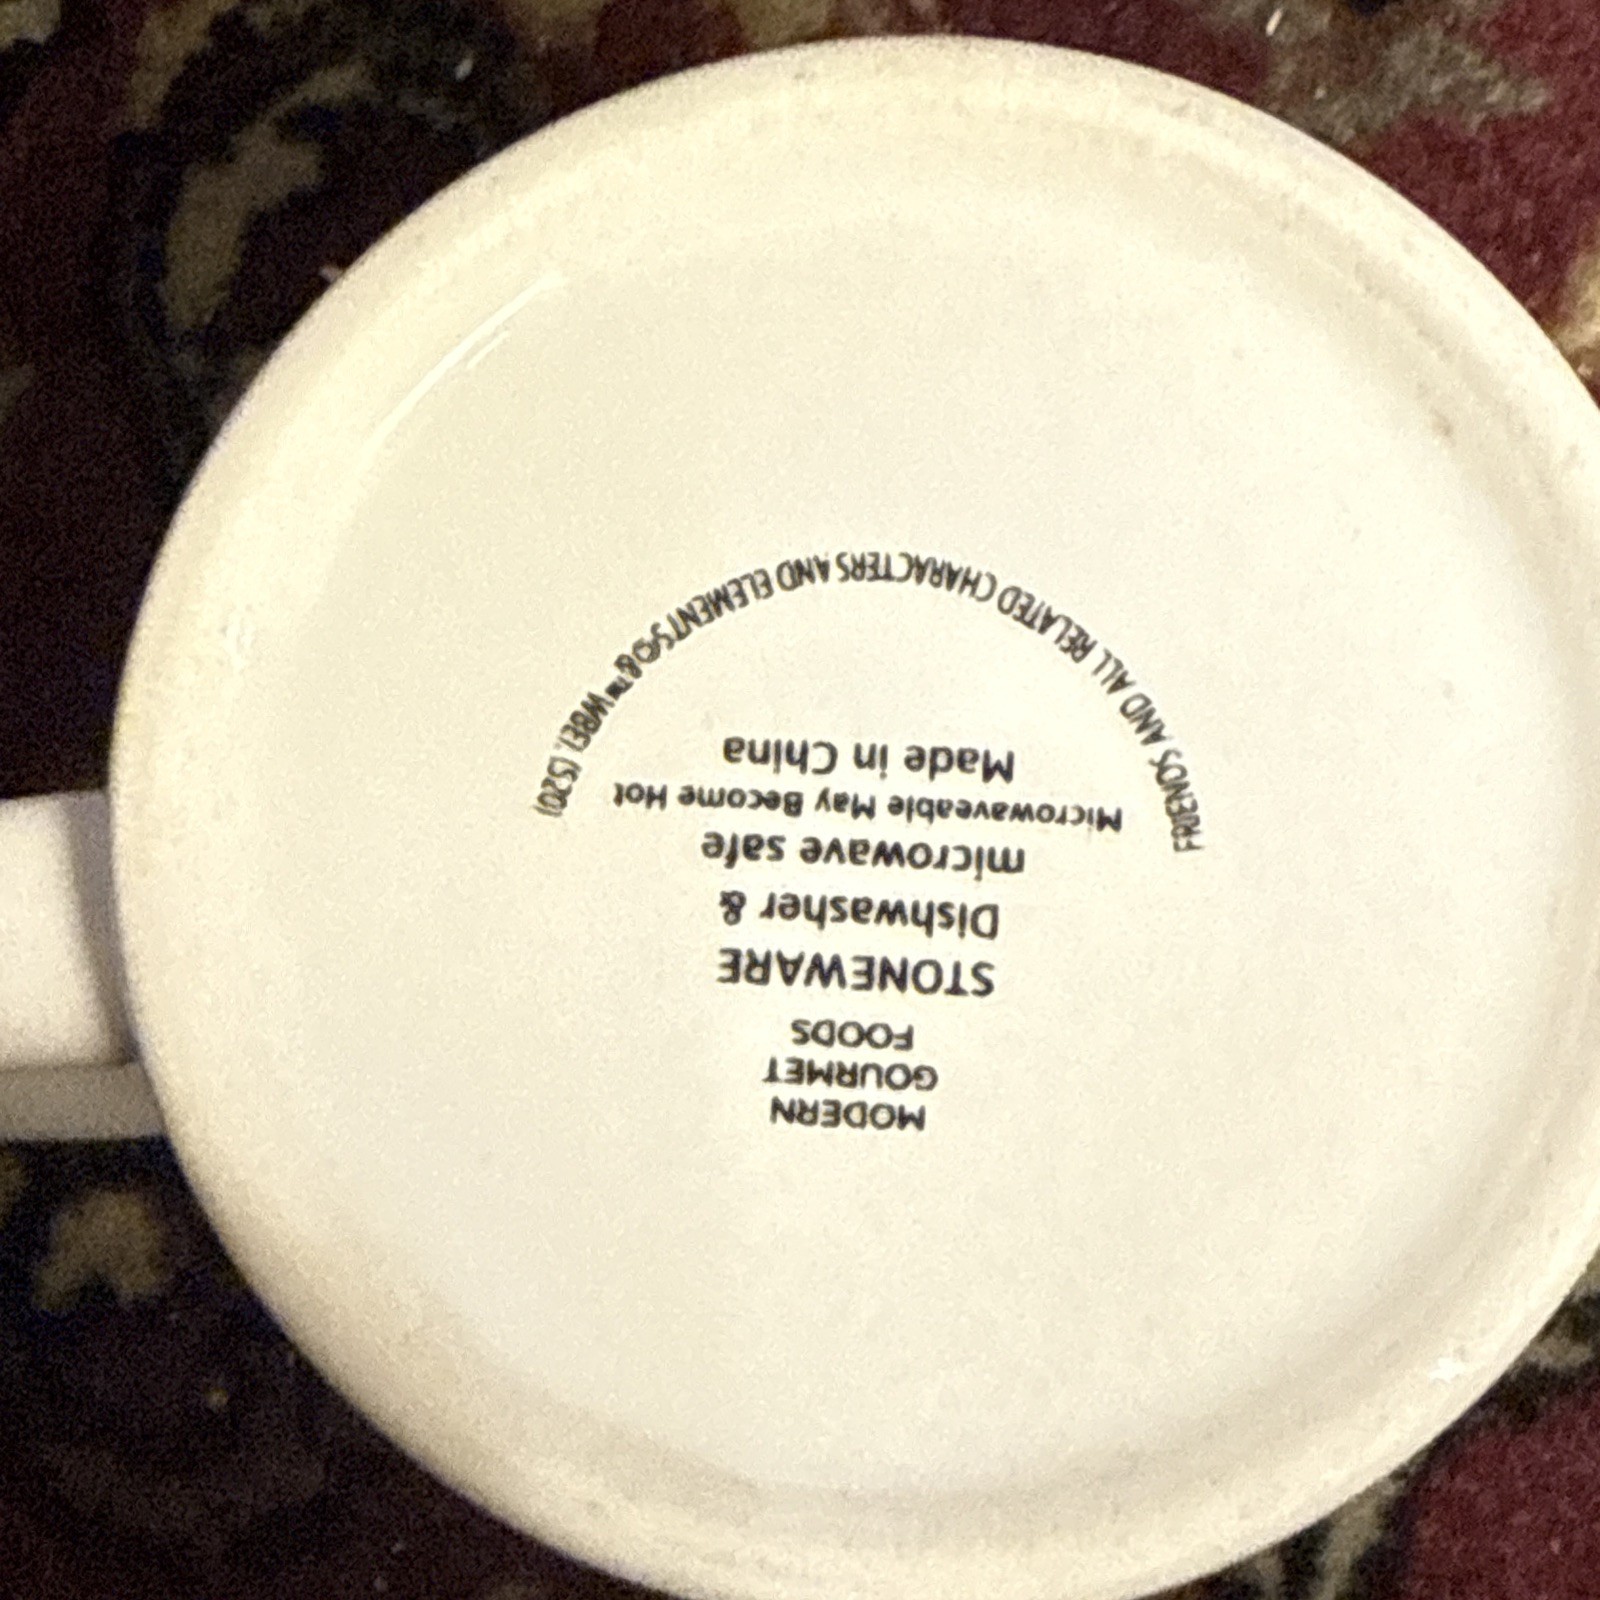 MODERN
GOURMET
FOODS
STONEWARE
Dishwasher &
microwave safe
Microwaveable May Become Hot
Made in China
FRIENDS AND ALL RELATED CHARACTERS AND ELEMENTS © & ™ WBEI. (S20)